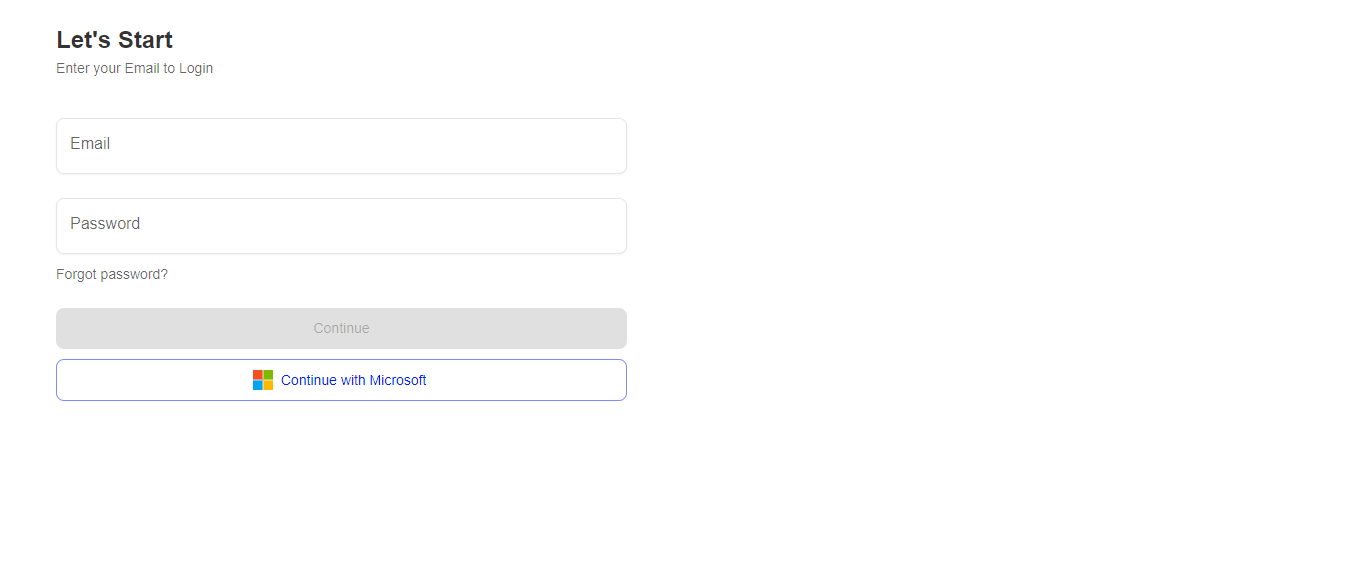 Let's Start
Enter your Email to Login
Email
Password
Forgot password?
Continue
Continue with Microsoft